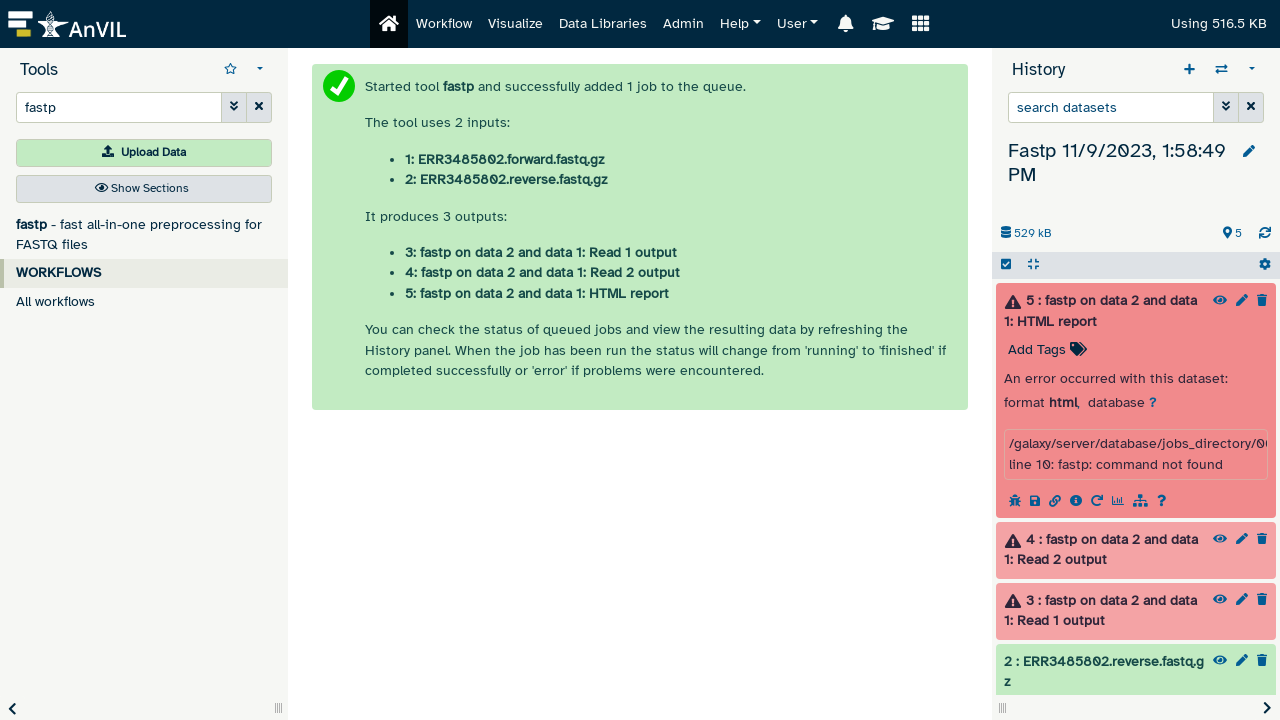 AnVIL
Workflow Visualize Data Libraries Admin Help User
Using 516.5 KB
Tools
fastp
Upload Data
Show Sections
fastp - fast all-in-one preprocessing for
FASTQ files
WORKFLOWS
All workflows
Started tool fastp and successfully added 1 job to the queue.
The tool uses 2 inputs:
1: ERR3485802.forward.fastq.gz
2: ERR3485802.reverse.fastq.gz
It produces 3 outputs:
3: fastp on data 2 and data 1: Read 1 output
4: fastp on data 2 and data 1: Read 2 output
5: fastp on data 2 and data 1: HTML report
You can check the status of queued jobs and view the resulting data by refreshing the
History panel. When the job has been run the status will change from 'running' to 'finished' if
completed successfully or 'error' if problems were encountered.
History
search datasets
Fastp 11/9/2023, 1:58:49
PM
529 kB
5
5 : fastp on data 2 and data
1: HTML report
Add Tags
An error occurred with this dataset:
format html, database ?
/galaxy/server/database/jobs_directory/00
line 10: fastp: command not found
4 : fastp on data 2 and data
1: Read 2 output
3 : fastp on data 2 and data
1: Read 1 output
2 : ERR3485802.reverse.fastq.g
z